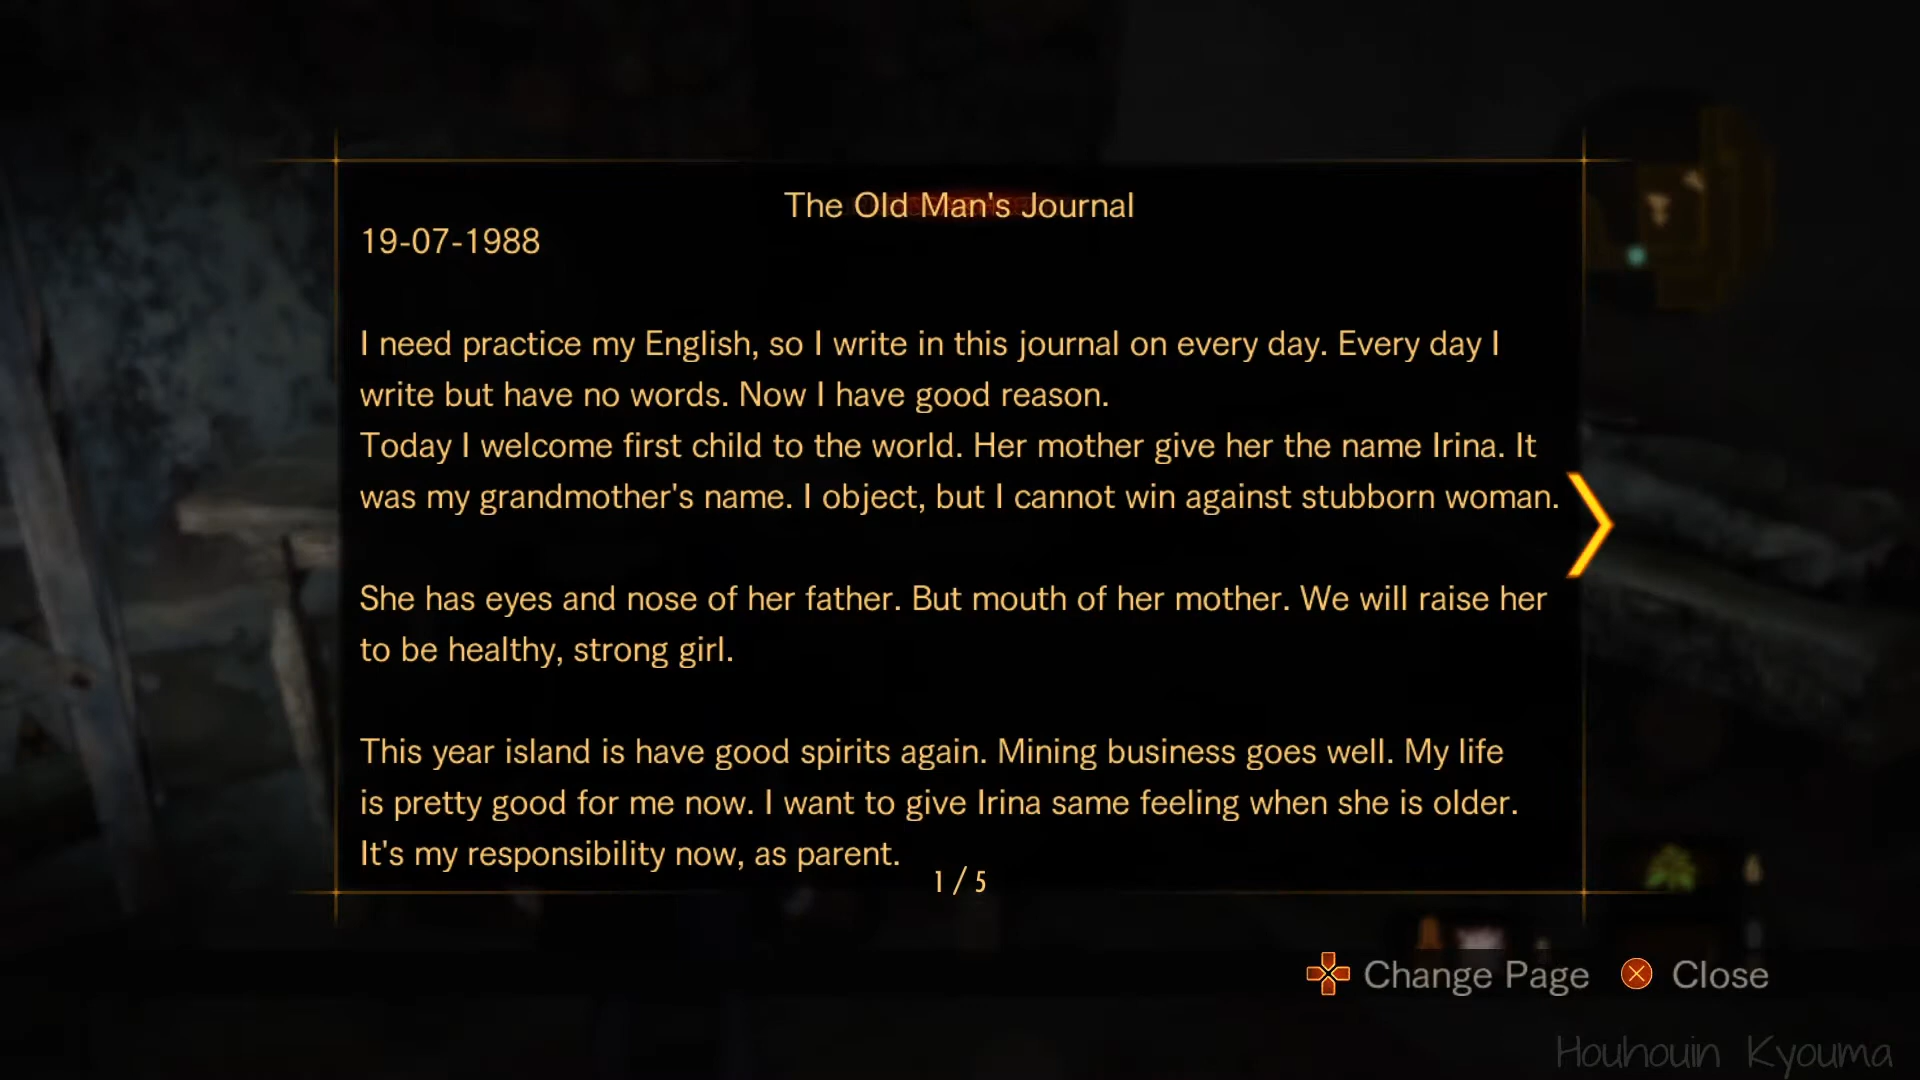 The Old Man's Journal
19-07-1988
I need practice my English, so I write in this journal on every day. Every day I
write but have no words. Now I have good reason.
Today I welcome first child to the world. Her mother give her the name Irina. It
was my grandmother's name. I object, but I cannot win against stubborn woman.
She has eyes and nose of her father. But mouth of her mother. We will raise her
to be healthy, strong girl.
This year island is have good spirits again. Mining business goes well. My life
is pretty good for me now. I want to give Irina same feeling when she is older.
It's my responsibility now, as parent.
1 / 5
Change Page
Close
Houhouin Kyouma